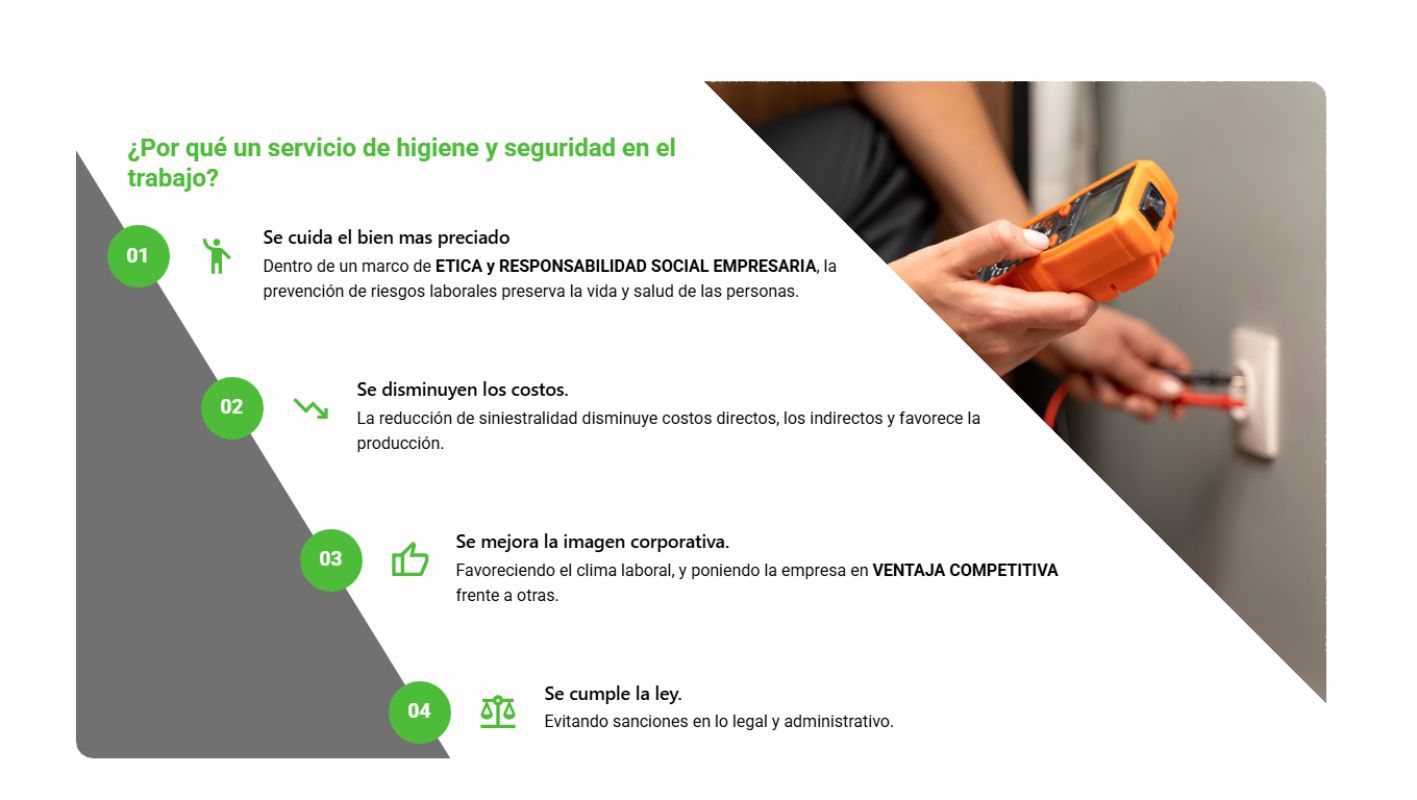 ¿Por qué un servicio de higiene y seguridad en el
trabajo?
01
Se cuida el bien mas preciado
Dentro de un marco de ETICA y RESPONSABILIDAD SOCIAL EMPRESARIA, la
prevención de riesgos laborales preserva la vida y salud de las personas.
02
Se disminuyen los costos.
La reducción de siniestralidad disminuye costos directos, los indirectos y favorece la
producción.
03
Se mejora la imagen corporativa.
Favoreciendo el clima laboral, y poniendo la empresa en VENTAJA COMPETITIVA
frente a otras.
04
Se cumple la ley.
Evitando sanciones en lo legal y administrativo.